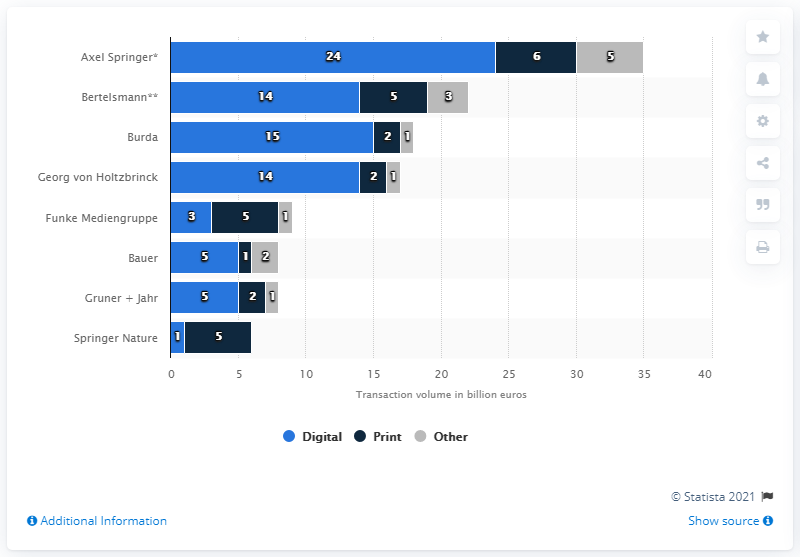 Axel Springer* 24 6 5
Bertelsmann** 14 5 3
Burda 15 2 1
Georg von Holtzbrinck 14 2 1
Funke Mediengruppe 3 5 1
Bauer 5 1 2
Gruner + Jahr 5 2 1
Springer Nature 1 5
0 5 10 15 20 25 30 35 40
Transaction volume in billion euros
Digital Print Other
© Statista 2021
Additional Information Show source